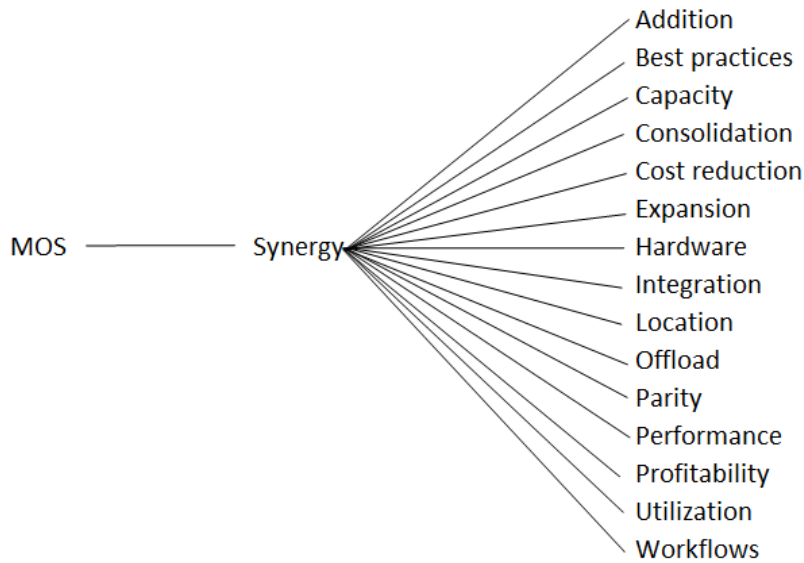 MOS
Synergy
Addition
Best practices
Capacity
Consolidation
Cost reduction
Expansion
Hardware
Integration
Location
Offload
Parity
Performance
Profitability
Utilization
Workflows